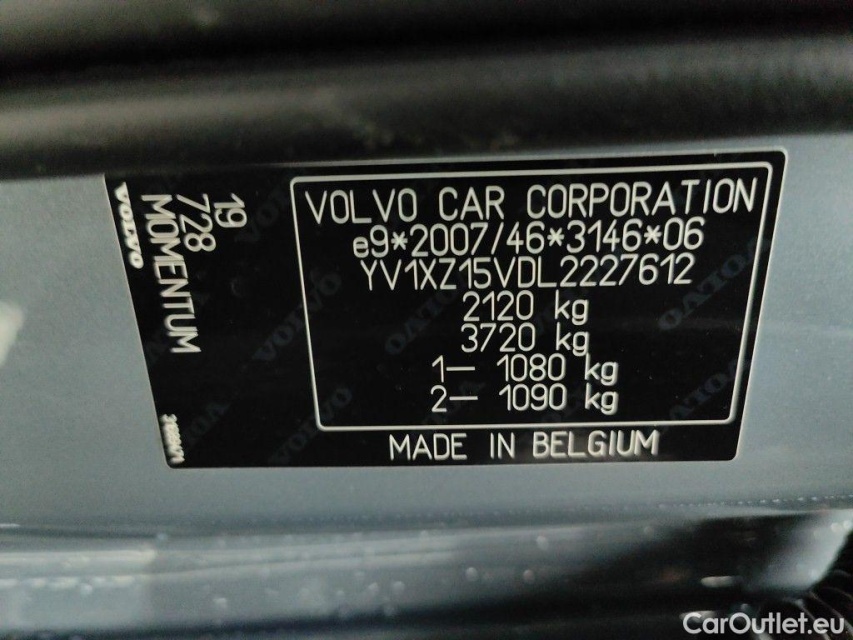 VOLVO CAR CORPORATION
e9*2007/46*3146*06
YV1XZ15VDL2227612
2120 kg
3720 kg
1— 1080 kg
2— 1090 kg
MADE IN BELGIUM
19
728
MOMENTUM
VOLVO
CarOutlet.eu